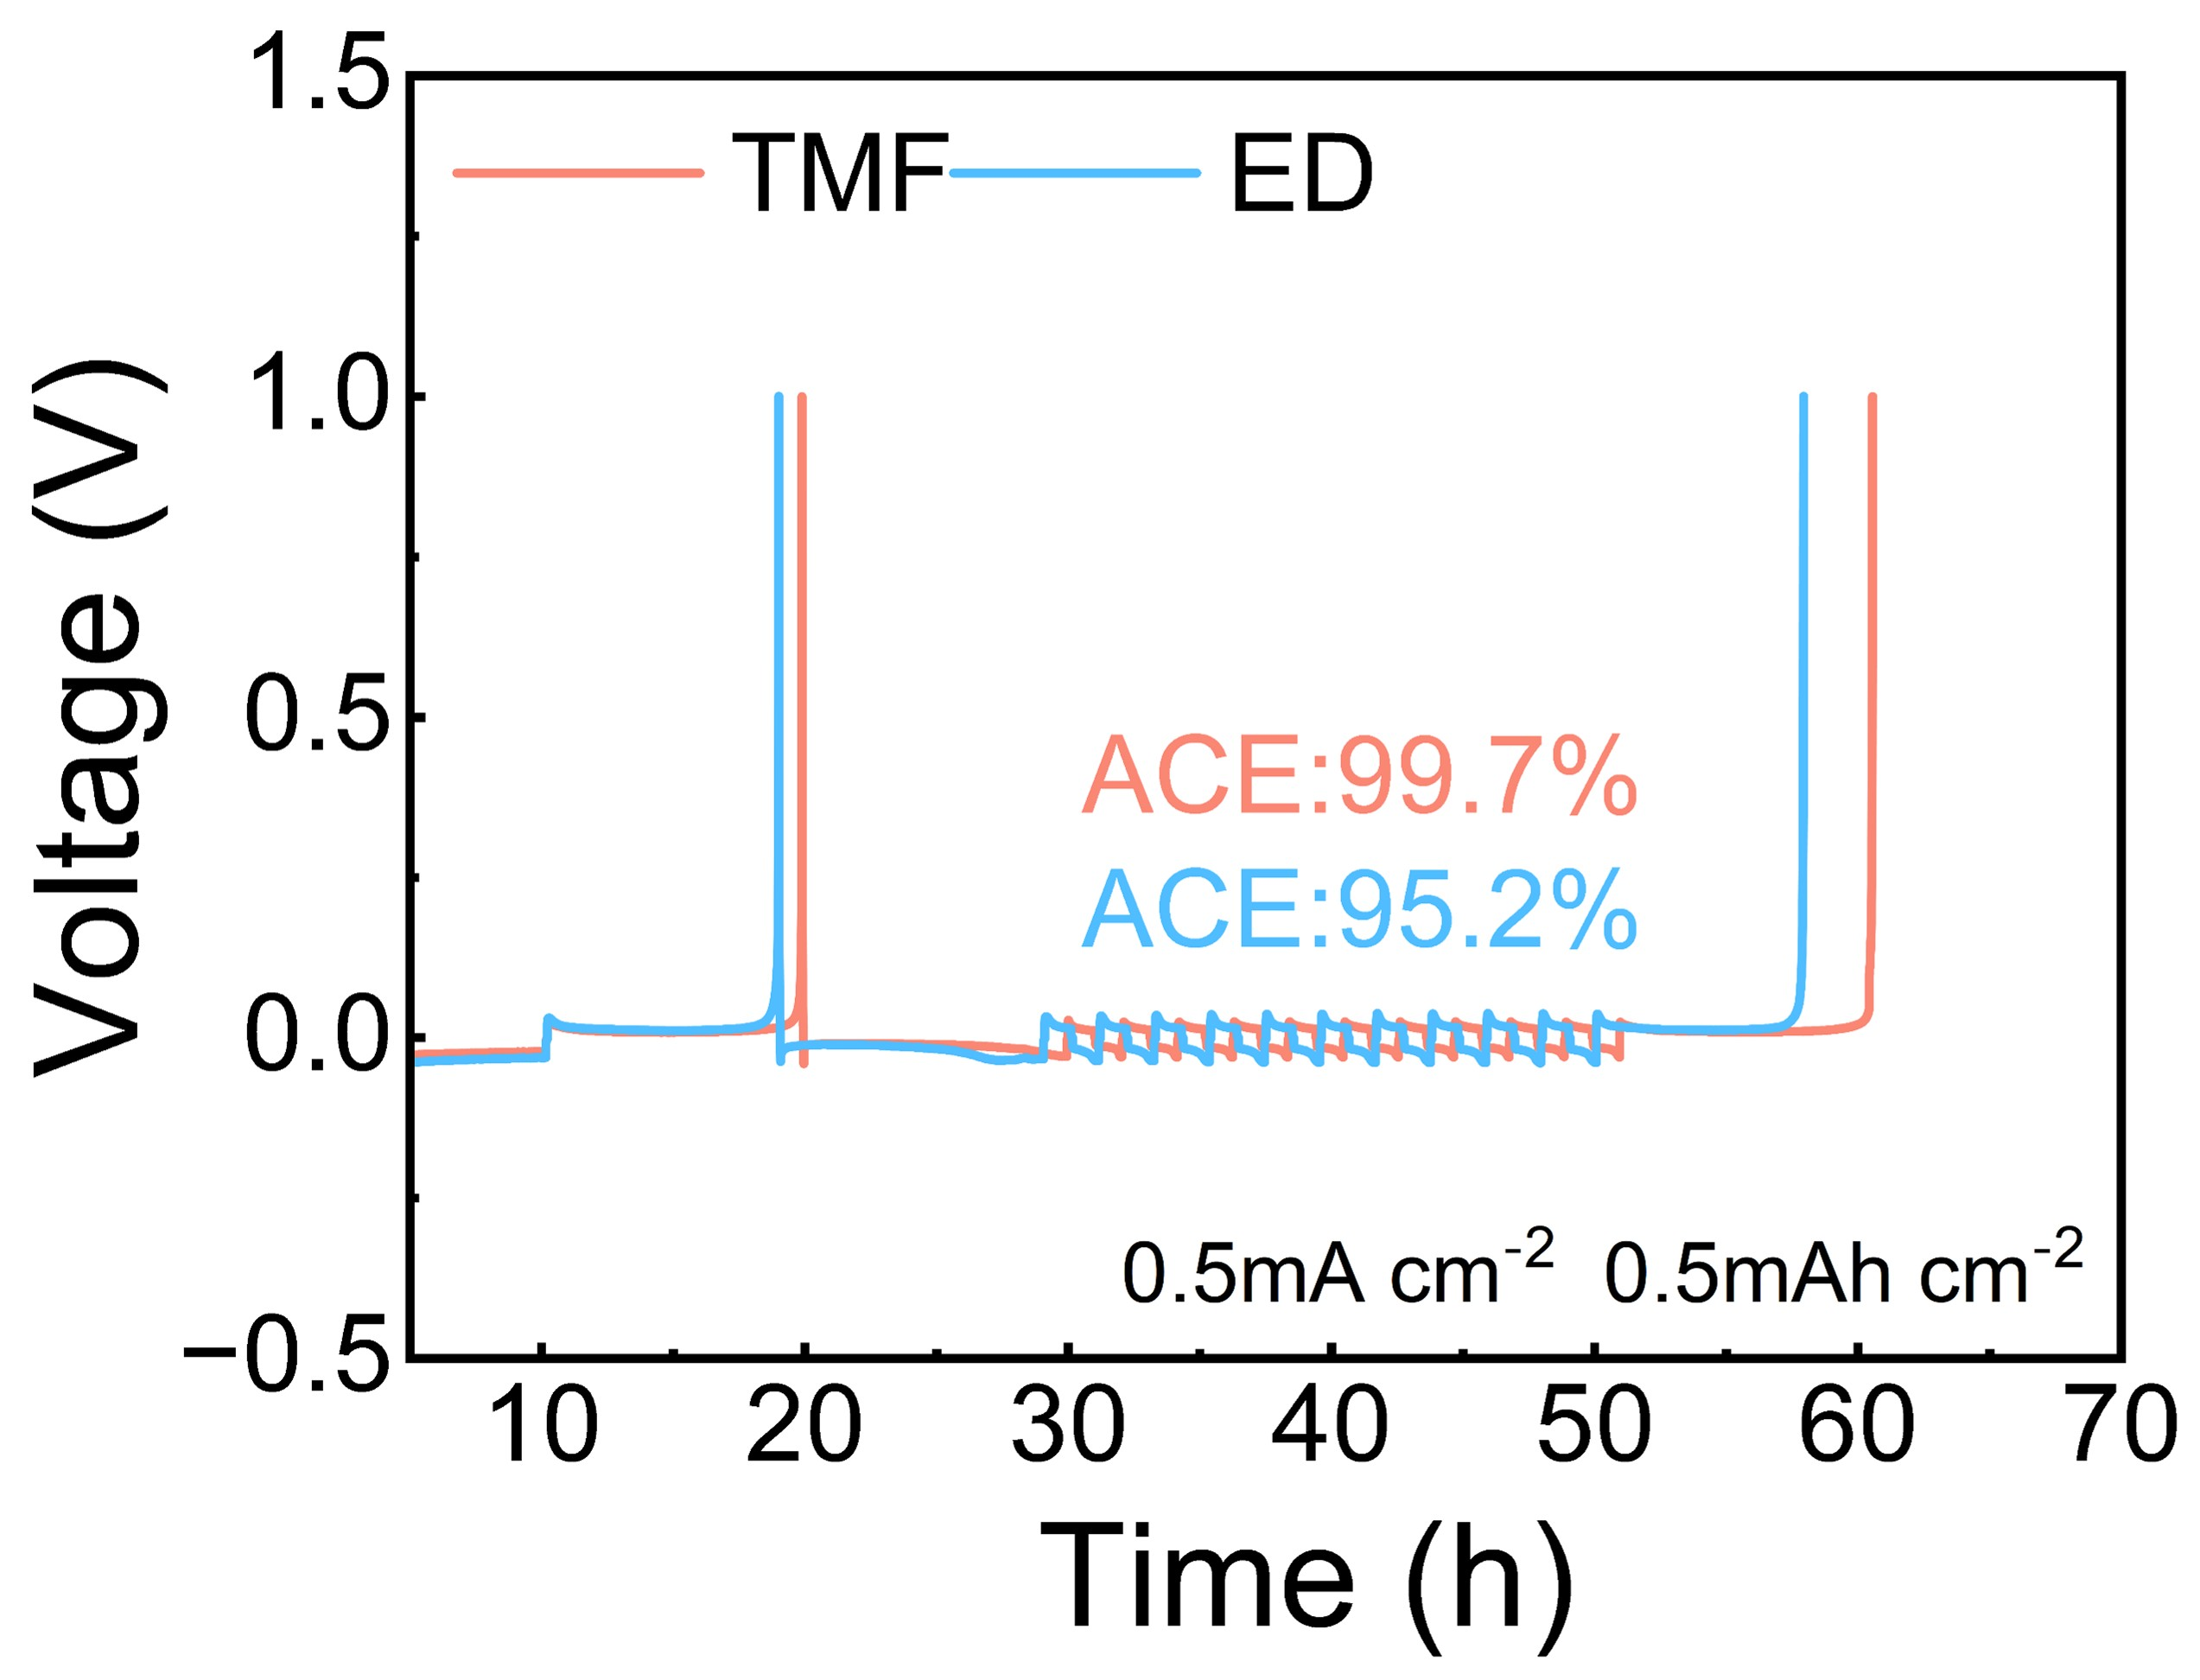 1.5
1.0
0.5
0.0
−0.5
Voltage (V)
TMF ED
ACE:99.7%
ACE:95.2%
0.5mA cm⁻² 0.5mAh cm⁻²
10 20 30 40 50 60 70
Time (h)